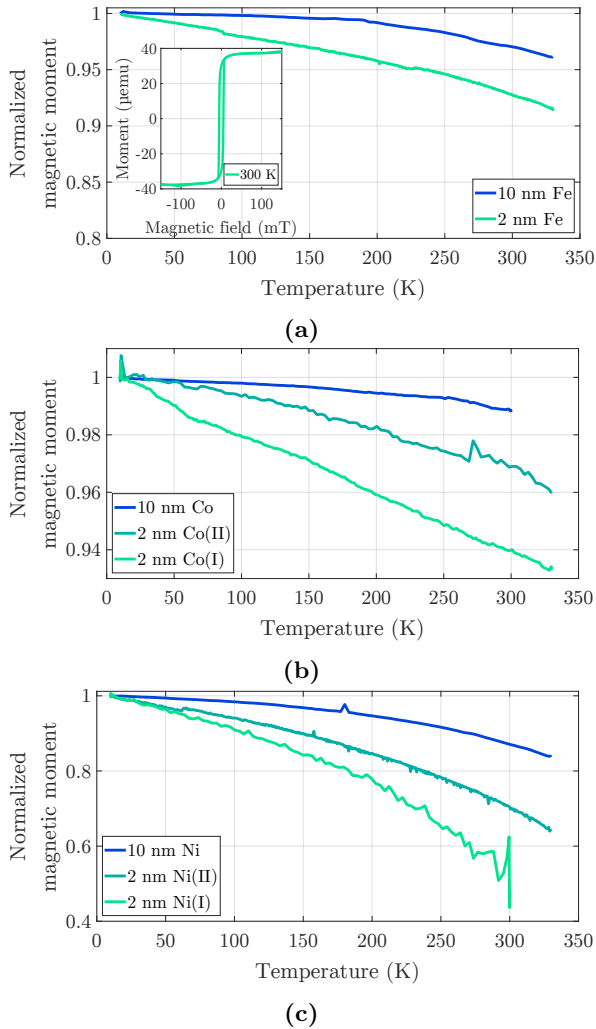 1
0.95
0.9
0.85
0.8
Normalized
magnetic moment
40
20
0
-20
-40
Moment (µemu)
300 K
-100 0 100
Magnetic field (mT)
10 nm Fe
2 nm Fe
0 50 100 150 200 250 300 350
Temperature (K)
(a)
1
0.98
0.96
0.94
Normalized
magnetic moment
10 nm Co
2 nm Co(II)
2 nm Co(I)
0 50 100 150 200 250 300 350
Temperature (K)
(b)
1
0.8
0.6
0.4
Normalized
magnetic moment
10 nm Ni
2 nm Ni(II)
2 nm Ni(I)
0 50 100 150 200 250 300 350
Temperature (K)
(c)